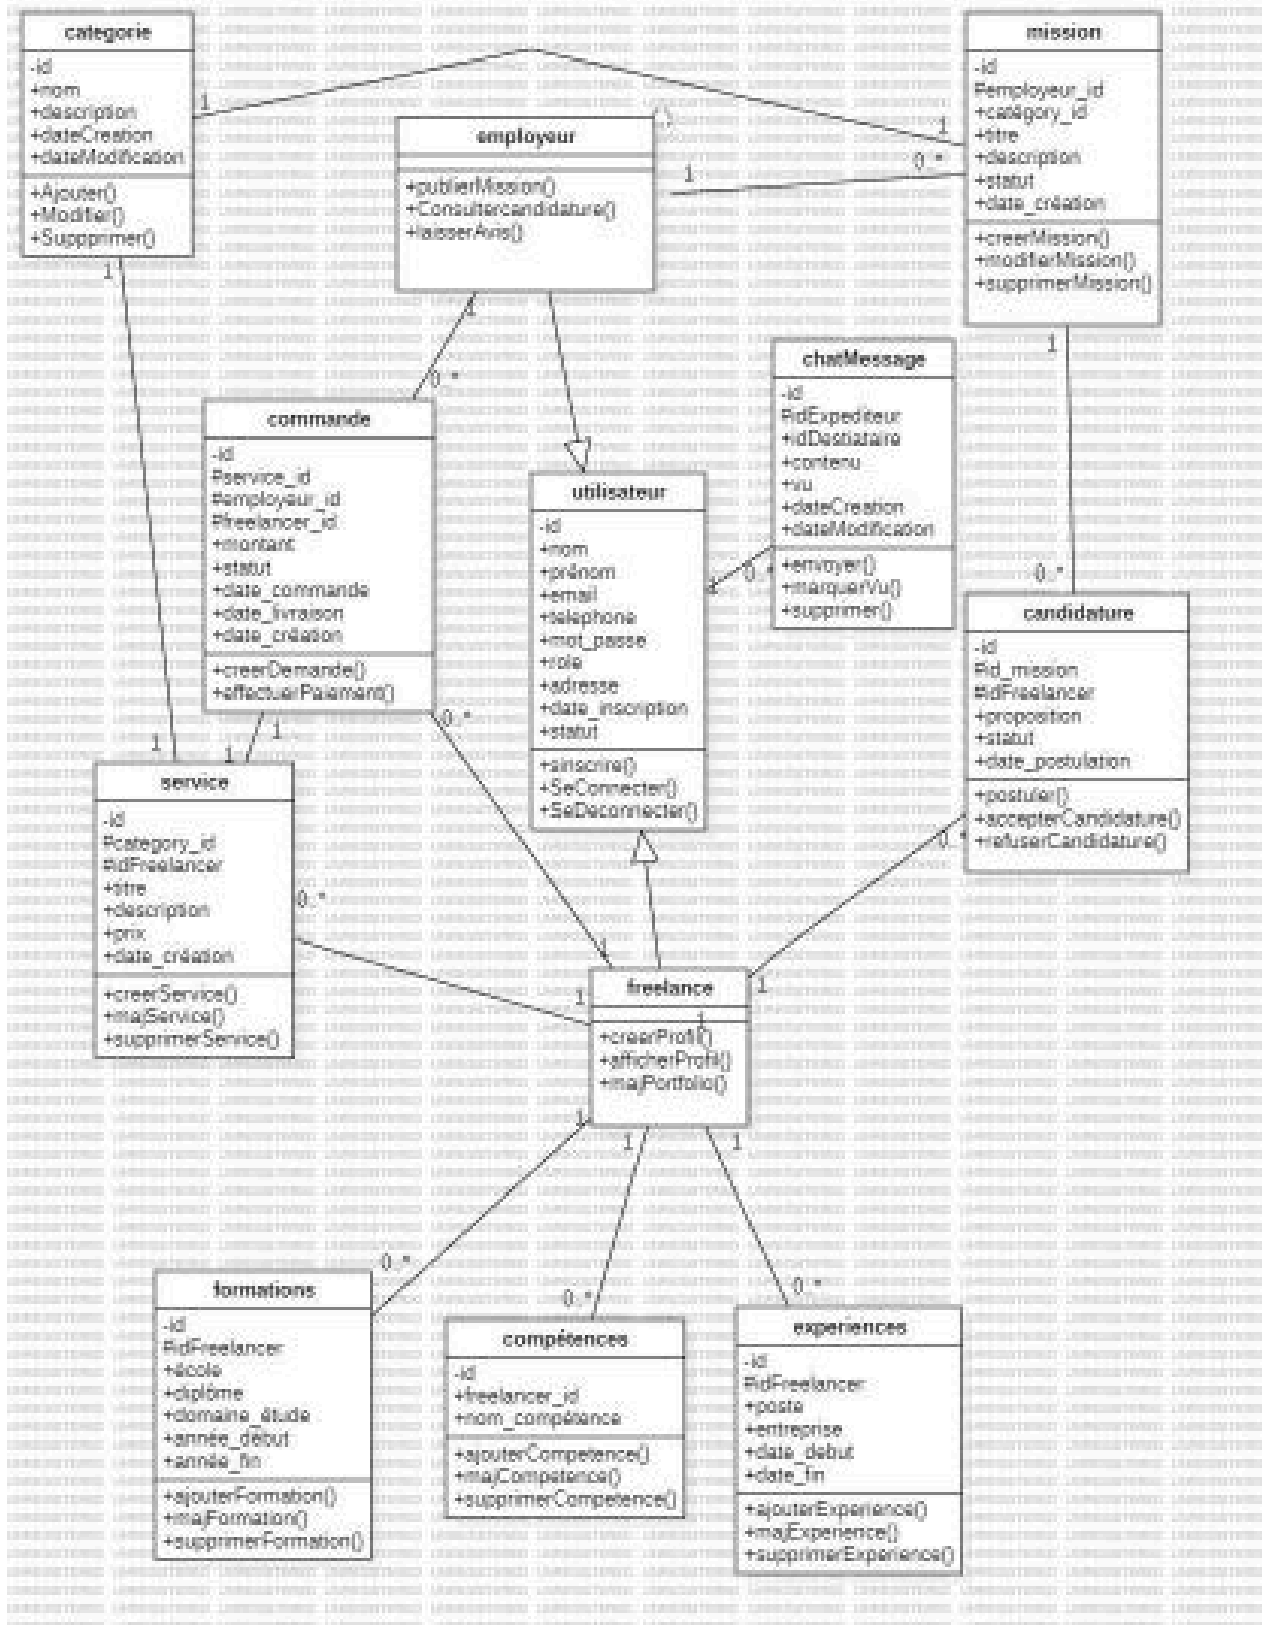 categorie
-id
+nom
+description
+dateCreation
+dateModification
+Ajouter()
+Modifier()
+Suppprimer()
1
1
mission
-id
#employeur_id
+catégory_id
+titre
+description
+statut
+date_création
+creerMission()
+modifierMission()
+supprimerMission()
1
0..*
1
employeur
+publierMission()
+Consultercandidature()
+laisserAvis()
1
1
0..*
commande
-id
#service_id
#employeur_id
#freelancer_id
+montant
+statut
+date_commande
+date_livraison
+date_création
+creerDemande()
+effectuerPaiement()
0..*
1
1
1
chatMessage
-id
#idExpediteur
+idDestiataire
+contenu
+vu
+dateCreation
+dateModification
+envoyer()
+marquerVu()
+supprimer()
0..*
1
utilisateur
-id
+nom
+prénom
+email
+telephone
+mot_passe
+role
+adresse
+date_inscription
+statut
+sinscrire()
+SeConnecter()
+SeDeconnecter()
0..*
candidature
-id
#id_mission
#idFreelancer
+proposition
+statut
+date_postulation
+postuler()
+accepterCandidature()
+refuserCandidature()
0..*
service
-id
#category_id
#idFreelancer
+titre
+description
+prix
+date_création
+creerService()
+majService()
+supprimerService()
0..*
1
1
1
freelance
1
+creerProfil()
+afficherProfil()
+majPortfolio()
1
1
1
0..*
0..*
0..*
formations
-id
#idFreelancer
+école
+diplôme
+domaine_étude
+année_début
+année_fin
+ajouterFormation()
+majFormation()
+supprimerFormation()
compétences
-id
+freelancer_id
+nom_compétence
+ajouterCompetence()
+majCompetence()
+supprimerCompetence()
experiences
-id
#idFreelancer
+poste
+entreprise
+date_debut
+date_fin
+ajouterExperience()
+majExperience()
+supprimerExperience()